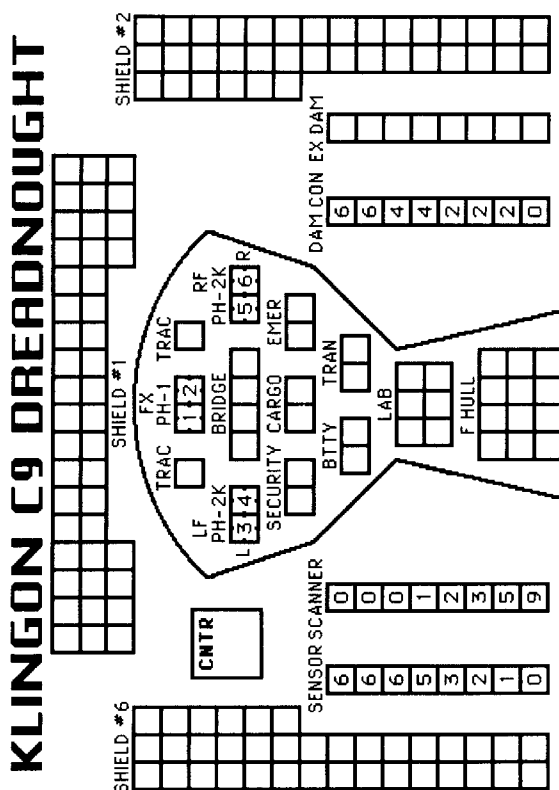 KLINGON C9 DREADNOUGHT
SHIELD #6
SHIELD #1
SHIELD #2
CNTR
TRAC
FX
PH-1
1 2
TRAC
LF
PH-2K
L 3 4
BRIDGE
RF
PH-2K
5 6 R
SECURITY
CARGO
EMER
BTTY
TRAN
LAB
F HULL
SENSOR SCANNER
6 0
6 0
6 0
5 1
3 2
2 3
1 5
0 9
DAM CON EX DAM
6
6
4
4
2
2
2
0